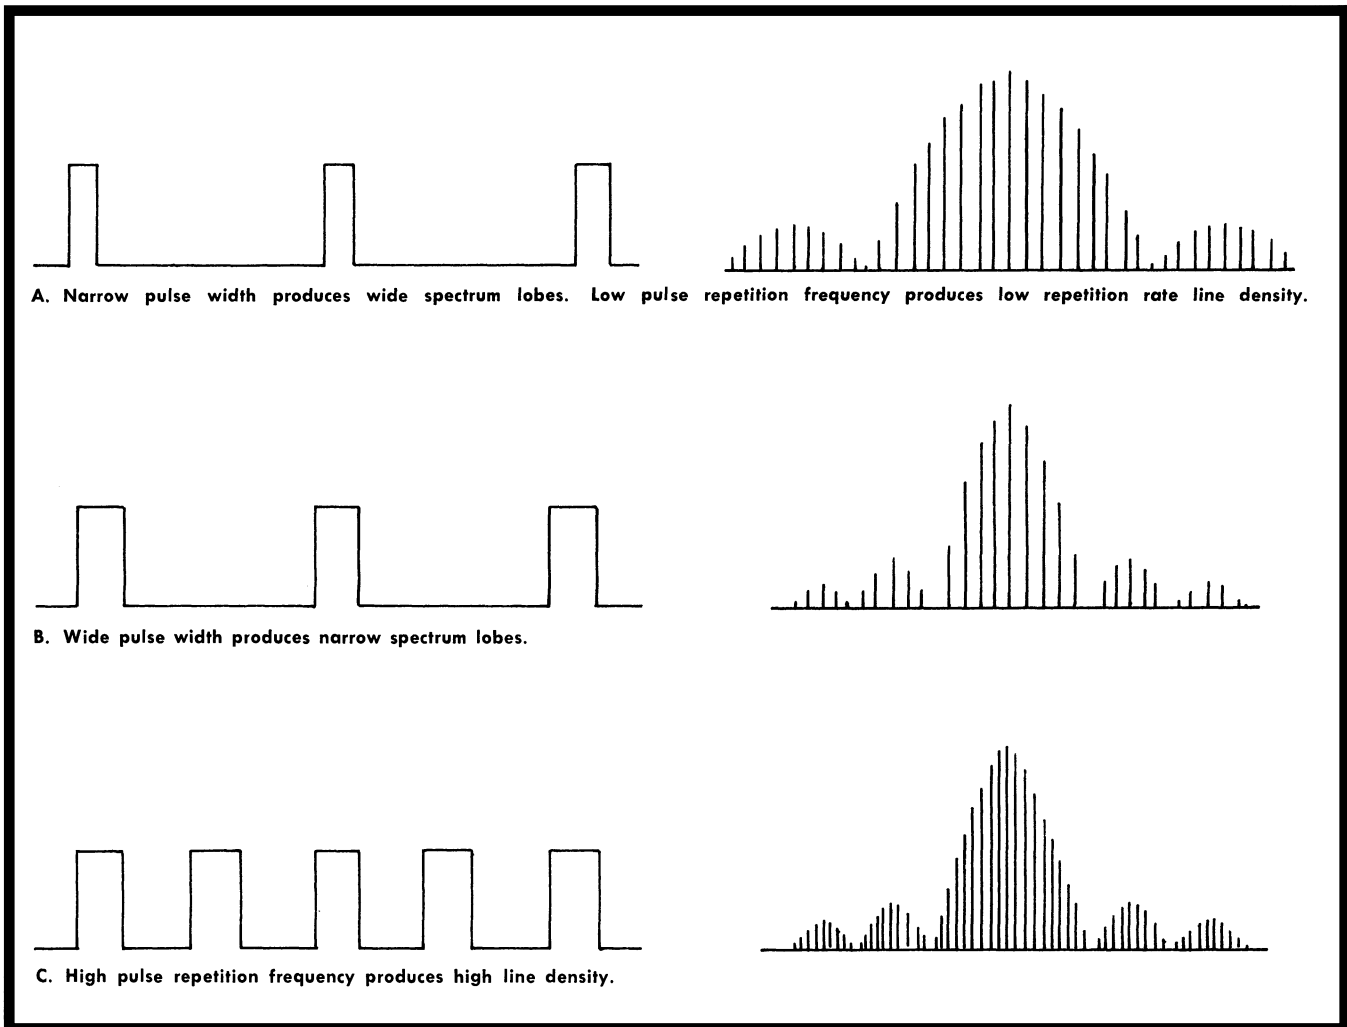 A. Narrow pulse width produces wide spectrum lobes. Low pulse repetition frequency produces low repetition rate line density.
B. Wide pulse width produces narrow spectrum lobes.
C. High pulse repetition frequency produces high line density.